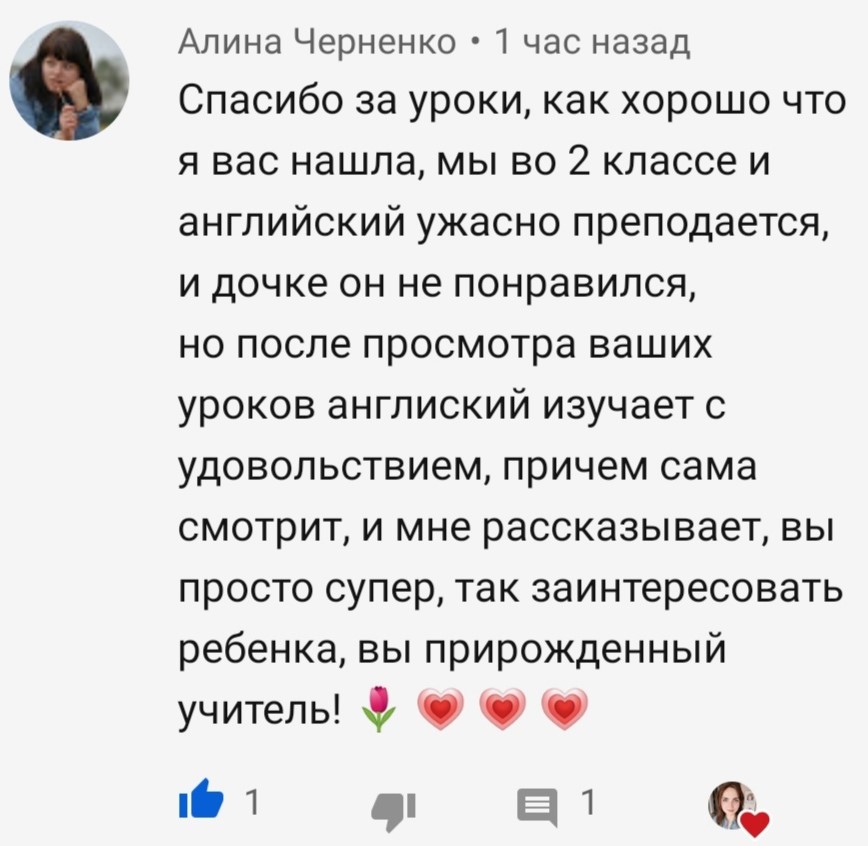 Алина Черненко • 1 час назад
Спасибо за уроки, как хорошо что
я вас нашла, мы во 2 классе и
английский ужасно преподается,
и дочке он не понравился,
но после просмотра ваших
уроков англиский изучает с
удовольствием, причем сама
смотрит, и мне рассказывает, вы
просто супер, так заинтересовать
ребенка, вы прирожденный
учитель! 🌷 💗 💗 💗
1 1